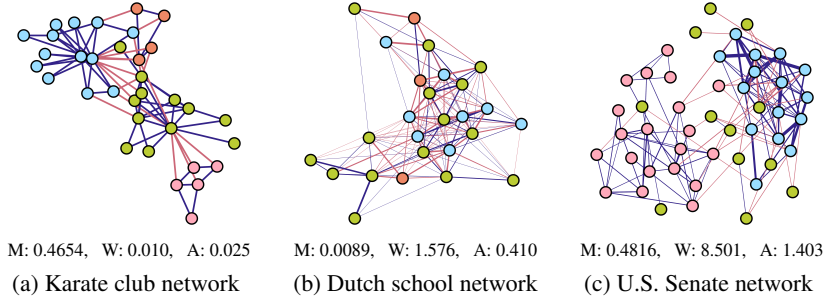 M: 0.4654, W: 0.010, A: 0.025
M: 0.0089, W: 1.576, A: 0.410
M: 0.4816, W: 8.501, A: 1.403
(a) Karate club network
(b) Dutch school network
(c) U.S. Senate network